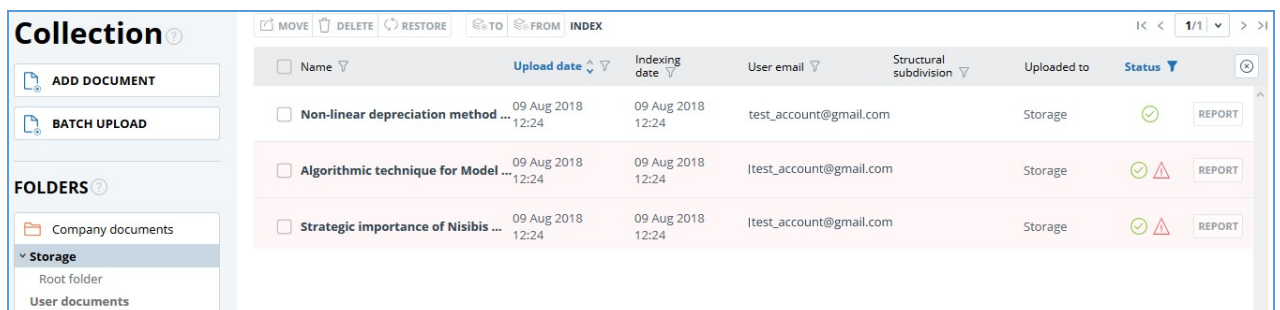 Collection ?
ADD DOCUMENT
BATCH UPLOAD
FOLDERS ?
Company documents
Storage
Root folder
User documents
MOVE DELETE RESTORE TO FROM INDEX
1/1
Name Upload date Indexing date User email Structural subdivision Uploaded to Status
Non-linear depreciation method ... 09 Aug 2018 12:24 09 Aug 2018 12:24 test_account@gmail.com Storage REPORT
Algorithmic technique for Model ... 09 Aug 2018 12:24 09 Aug 2018 12:24 test_account@gmail.com Storage REPORT
Strategic importance of Nisibis ... 09 Aug 2018 12:24 09 Aug 2018 12:24 test_account@gmail.com Storage REPORT